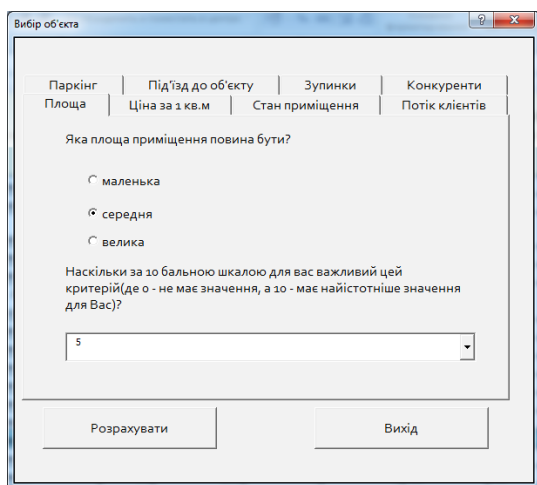 Вибір об'єкта
Паркінг Під'їзд до об'єкту Зупинки Конкуренти
Площа Ціна за 1 кв.м Стан приміщення Потік клієнтів
Яка площа приміщення повина бути?
маленька
середня
велика
Наскільки за 10 бальною шкалою для вас важливий цей
критерій(де 0 - не має значення, а 10 - має найістотніше значення
для Вас)?
5
Розрахувати Вихід